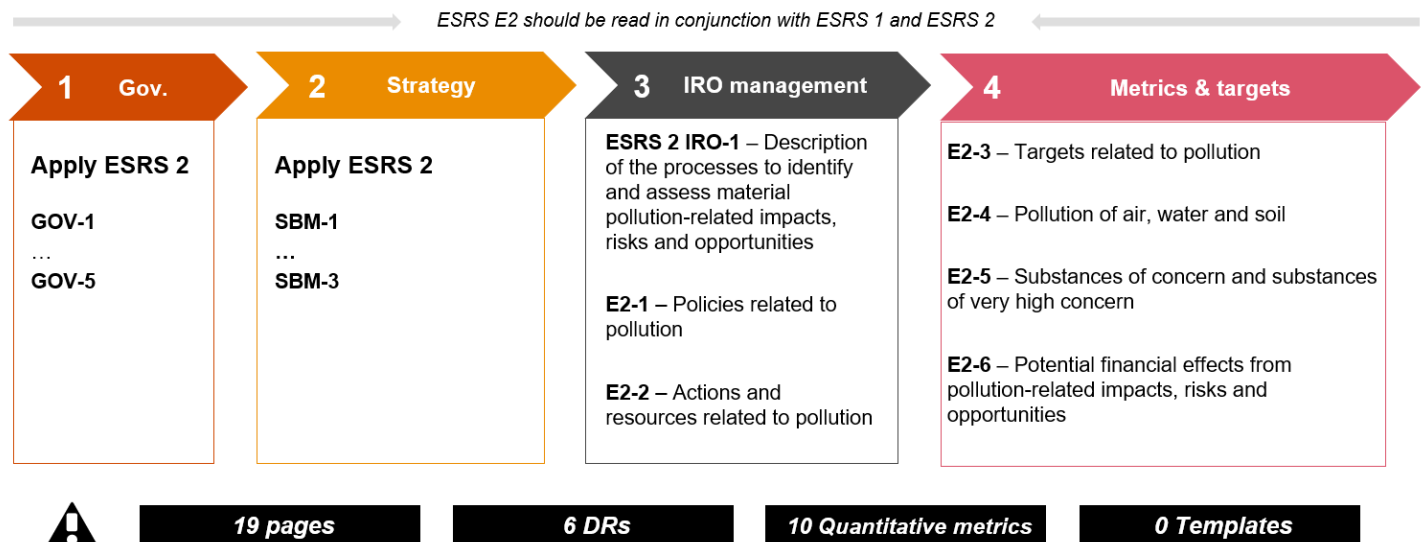 ESRS E2 should be read in conjunction with ESRS 1 and ESRS 2
1 Gov.
Apply ESRS 2
GOV-1
…
GOV-5
2 Strategy
Apply ESRS 2
SBM-1
…
SBM-3
3 IRO management
ESRS 2 IRO-1 – Description
of the processes to identify
and assess material
pollution-related impacts,
risks and opportunities
E2-1 – Policies related to
pollution
E2-2 – Actions and
resources related to pollution
4 Metrics & targets
E2-3 – Targets related to pollution
E2-4 – Pollution of air, water and soil
E2-5 – Substances of concern and substances
of very high concern
E2-6 – Potential financial effects from
pollution-related impacts, risks and
opportunities
19 pages
6 DRs
10 Quantitative metrics
0 Templates